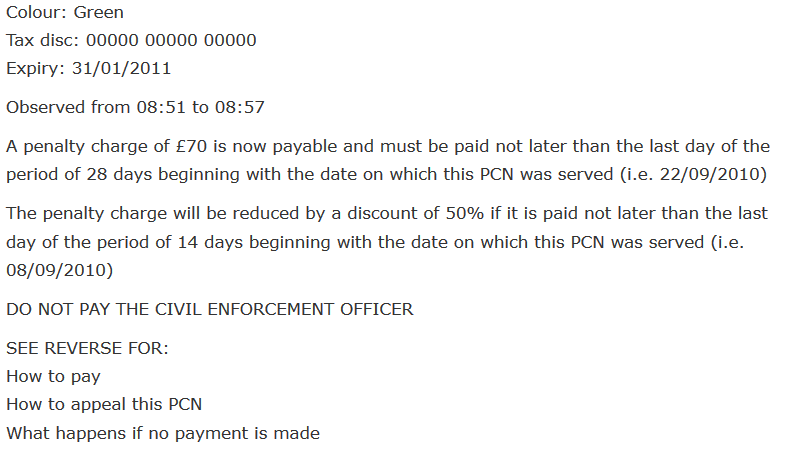 Colour: Green
Tax disc: 00000 00000 00000
Expiry: 31/01/2011
Observed from 08:51 to 08:57
A penalty charge of £70 is now payable and must be paid not later than the last day of the
period of 28 days beginning with the date on which this PCN was served (i.e. 22/09/2010)
The penalty charge will be reduced by a discount of 50% if it is paid not later than the last
day of the period of 14 days beginning with the date on which this PCN was served (i.e.
08/09/2010)
DO NOT PAY THE CIVIL ENFORCEMENT OFFICER
SEE REVERSE FOR:
How to pay
How to appeal this PCN
What happens if no payment is made